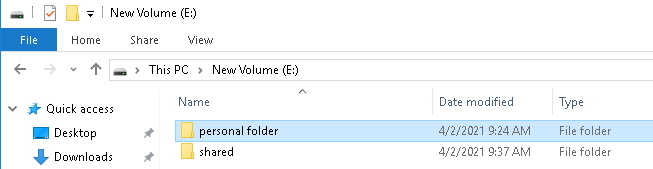 New Volume (E:)
File Home Share View
This PC New Volume (E:)
Quick access
Name Date modified Type
Desktop
personal folder 4/2/2021 9:24 AM File folder
Downloads
shared 4/2/2021 9:37 AM File folder